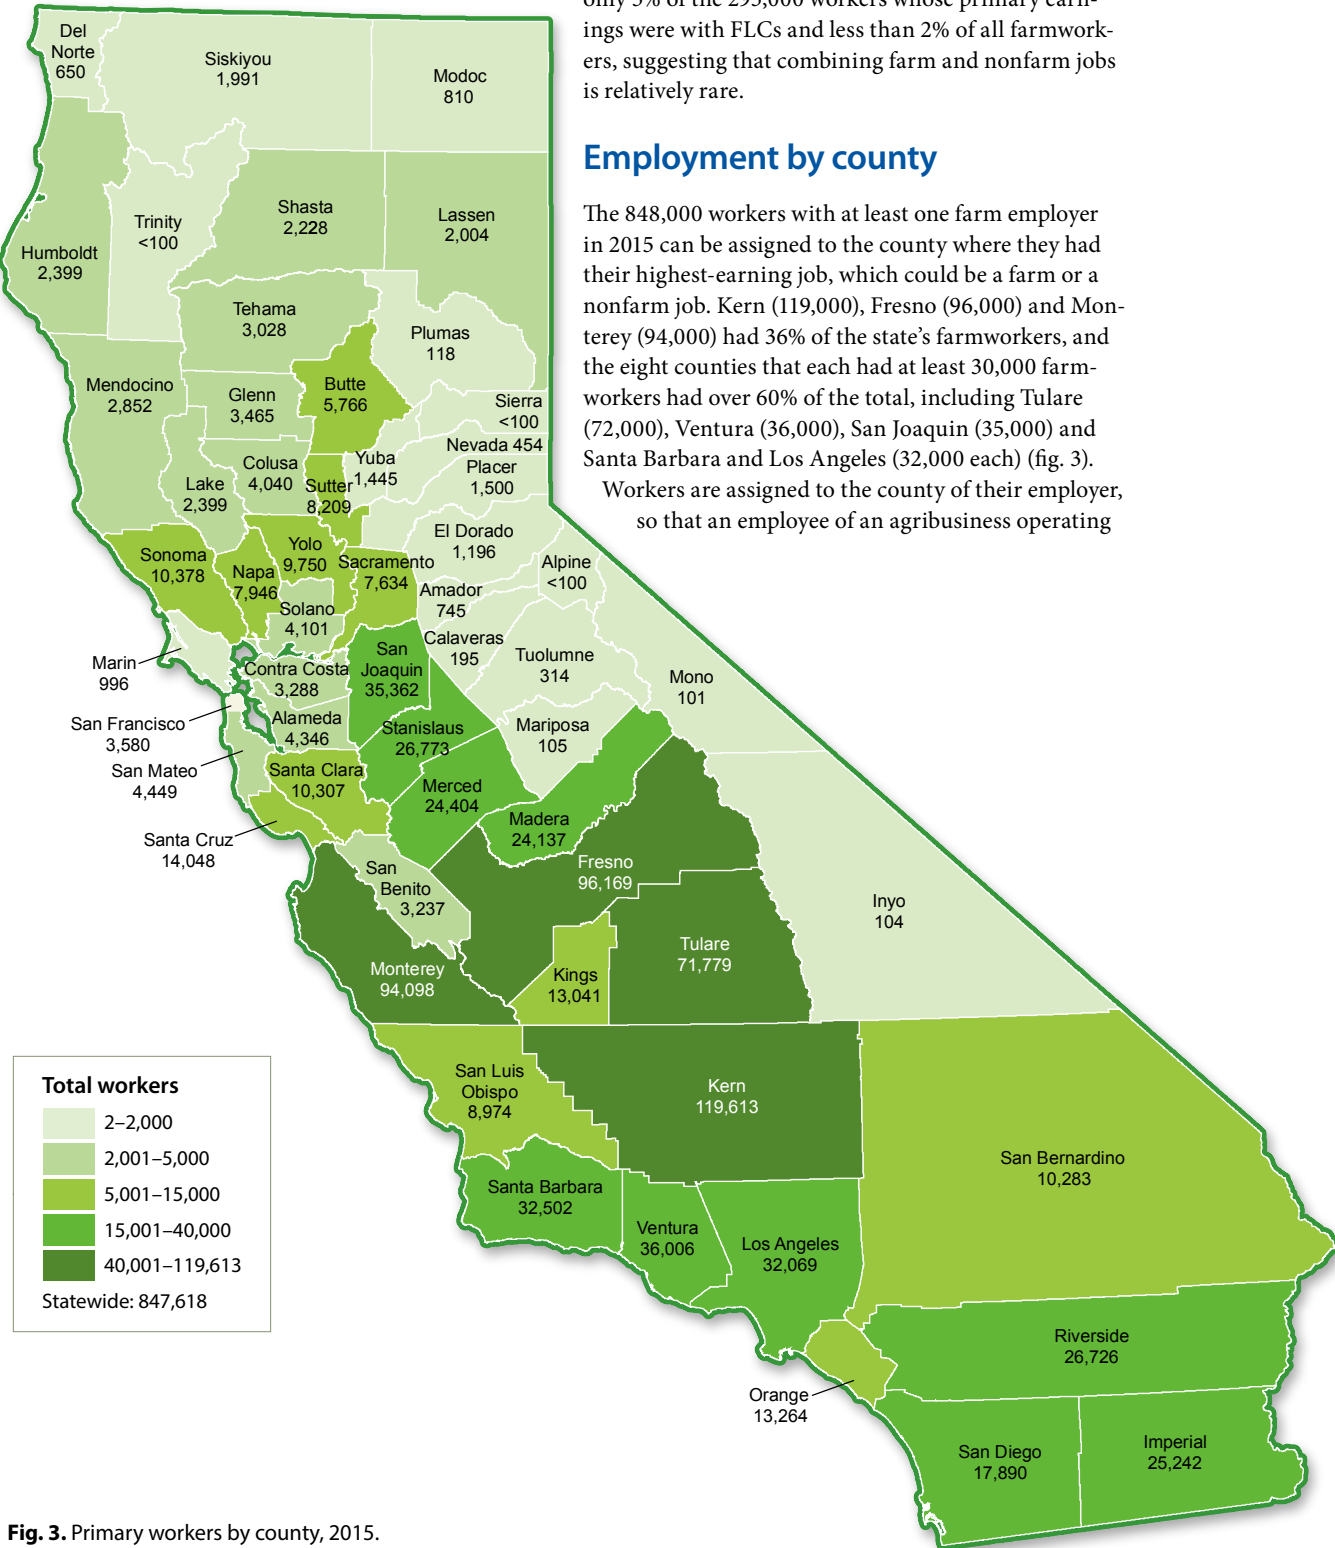 only 5% of the 293,000 workers whose primary earn-
ings were with FLCs and less than 2% of all farmwork-
ers, suggesting that combining farm and nonfarm jobs
is relatively rare.
Employment by county
The 848,000 workers with at least one farm employer
in 2015 can be assigned to the county where they had
their highest-earning job, which could be a farm or a
nonfarm job. Kern (119,000), Fresno (96,000) and Mon-
terey (94,000) had 36% of the state's farmworkers, and
the eight counties that each had at least 30,000 farm-
workers had over 60% of the total, including Tulare
(72,000), Ventura (36,000), San Joaquin (35,000) and
Santa Barbara and Los Angeles (32,000 each) (fig. 3).
Workers are assigned to the county of their employer,
so that an employee of an agribusiness operating
Del
Norte
650
Siskiyou
1,991
Modoc
810
Humboldt
2,399
Trinity
<100
Shasta
2,228
Lassen
2,004
Tehama
3,028
Plumas
118
Mendocino
2,852
Glenn
3,465
Butte
5,766
Sierra
<100
Nevada 454
Lake
2,399
Colusa
4,040
Sutter
8,209
Yuba
1,445
Placer
1,500
Sonoma
10,378
Napa
7,946
Yolo
9,750
Sacramento
7,634
El Dorado
1,196
Alpine
<100
Solano
4,101
Amador
745
Calaveras
195
Marin
996
Contra Costa
3,288
San
Joaquin
35,362
Tuolumne
314
Mono
101
San Francisco
3,580
Alameda
4,346
Stanislaus
26,773
Mariposa
105
San Mateo
4,449
Santa Clara
10,307
Merced
24,404
Madera
24,137
Santa Cruz
14,048
San
Benito
3,237
Fresno
96,169
Inyo
104
Monterey
94,098
Kings
13,041
Tulare
71,779
San Luis
Obispo
8,974
Kern
119,613
San Bernardino
10,283
Santa Barbara
32,502
Ventura
36,006
Los Angeles
32,069
Riverside
26,726
Orange
13,264
San Diego
17,890
Imperial
25,242
Total workers
2–2,000
2,001–5,000
5,001–15,000
15,001–40,000
40,001–119,613
Statewide: 847,618
Fig. 3. Primary workers by county, 2015.